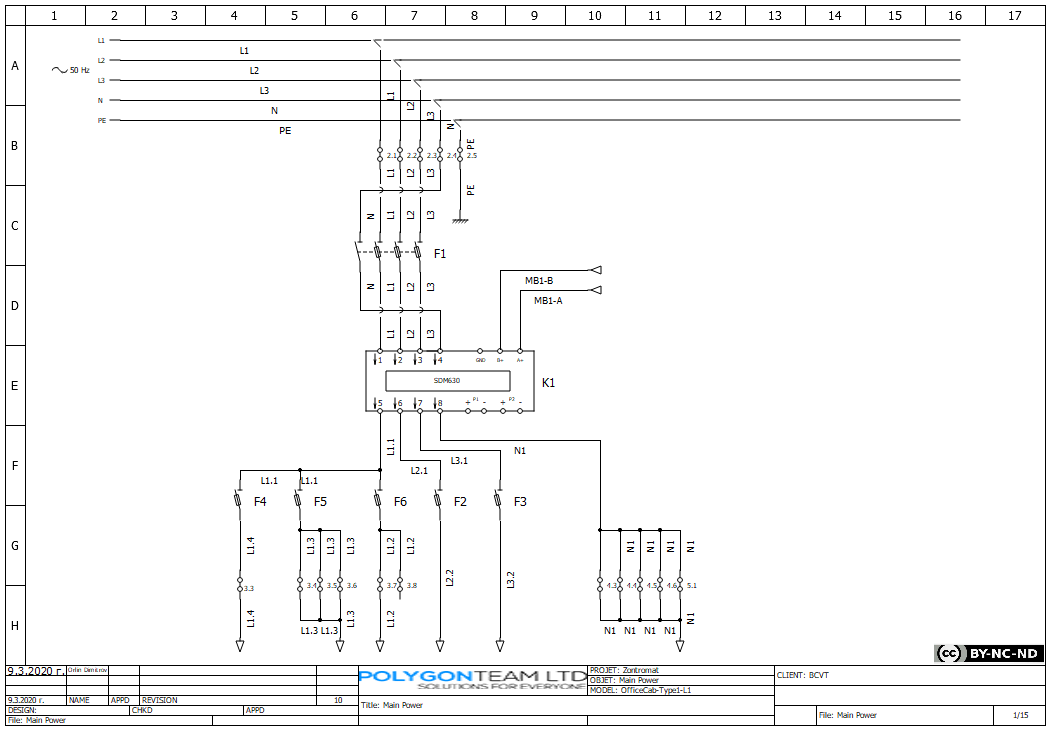 1 2 3 4 5 6 7 8 9 10 11 12 13 14 15 16 17
A
B
C
D
E
F
G
H
L1
L1
L2
50 Hz
L2
L3
L3
N
N
PE
PE
L1
L2
L3
N
PE
2.1 2.2 2.3 2.4 2.5
L1 L2 L3 PE
N L1 L2 L3
F1
N L1 L2 L3
MB1-B
MB1-A
L1 L2 L3
1 2 3 4 GND B+ A+
SDM630
K1
5 6 7 8 + P1 - + P2 -
L1.1
N1
L3.1
L2.1
L1.1 L1.1
F4 F5 F6 F2 F3
L1.4 L1.3 L1.3 L1.3 L1.2 L1.2 N1 N1 N1 N1
L2.2 L3.2
3.3 3.4 3.5 3.6 3.7 3.8 4.3 4.4 4.5 4.6 5.1
L1.4 L1.3 L1.2 N1
L1.3 L1.3 N1 N1 N1 N1
CC BY-NC-ND
9.3.2020 г. Orlin Dimitrov
POLYGONTEAM LTD
SOLUTIONS FOR EVERYONE
PROJET: Zontromat
OBJET: Main Power
MODEL: OfficeCab-Type1-L1
CLIENT: BCVT
9.3.2020 г. NAME APPD REVISION 10
DESIGN: CHKD APPD
File: Main Power
Title: Main Power
File: Main Power
1/15